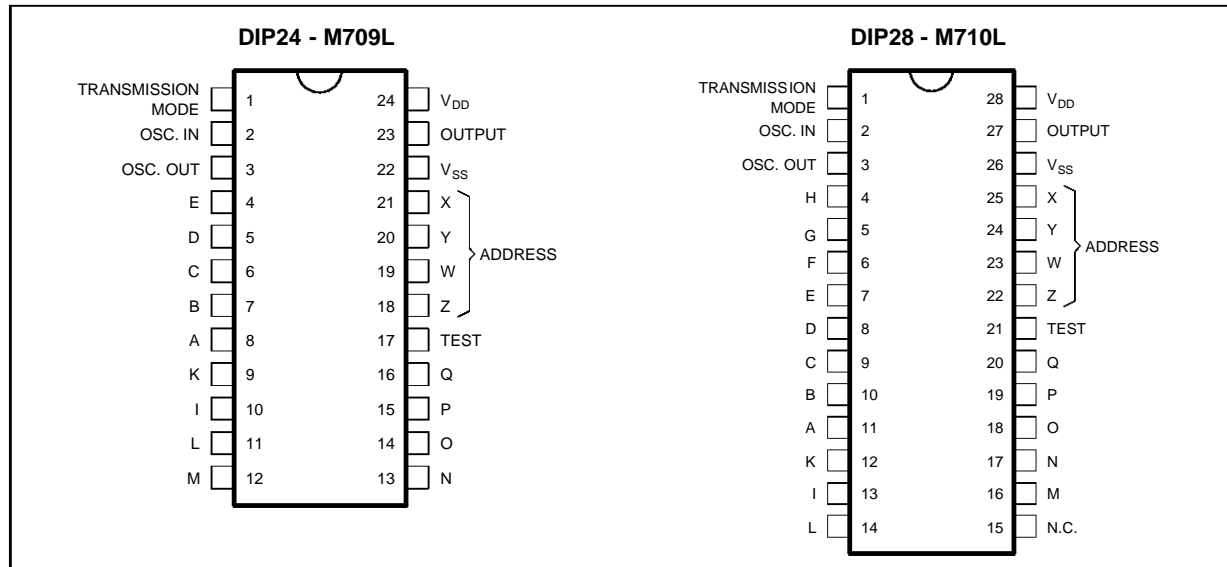 DIP24 - M709L
TRANSMISSION
MODE
1
24
VDD
OSC. IN
2
23
OUTPUT
OSC. OUT
3
22
VSS
E
4
21
X
D
5
20
Y
C
6
19
W
B
7
18
Z
ADDRESS
A
8
17
TEST
K
9
16
Q
I
10
15
P
L
11
14
O
M
12
13
N
DIP28 - M710L
TRANSMISSION
MODE
1
28
VDD
OSC. IN
2
27
OUTPUT
OSC. OUT
3
26
VSS
H
4
25
X
G
5
24
Y
F
6
23
W
E
7
22
Z
ADDRESS
D
8
21
TEST
C
9
20
Q
B
10
19
P
A
11
18
O
K
12
17
N
I
13
16
M
L
14
15
N.C.